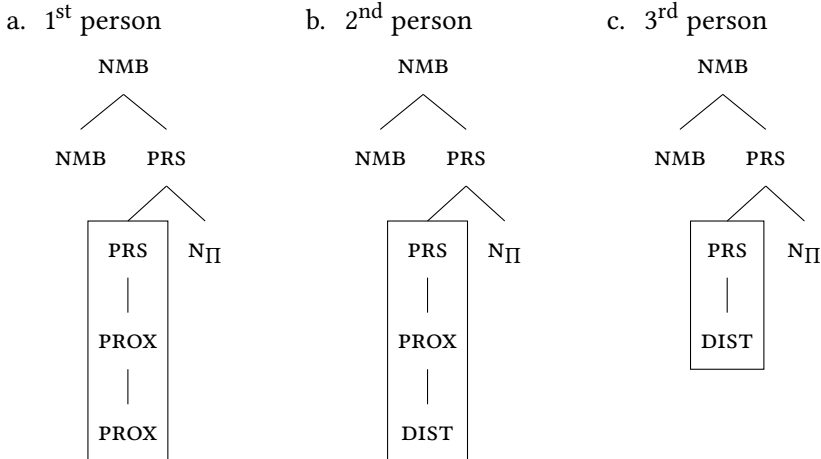 a. 1st person b. 2nd person c. 3rd person
NMB NMB NMB
NMB PRS NMB PRS NMB PRS
PRS NΠ PRS NΠ PRS NΠ
PROX PROX DIST
PROX DIST